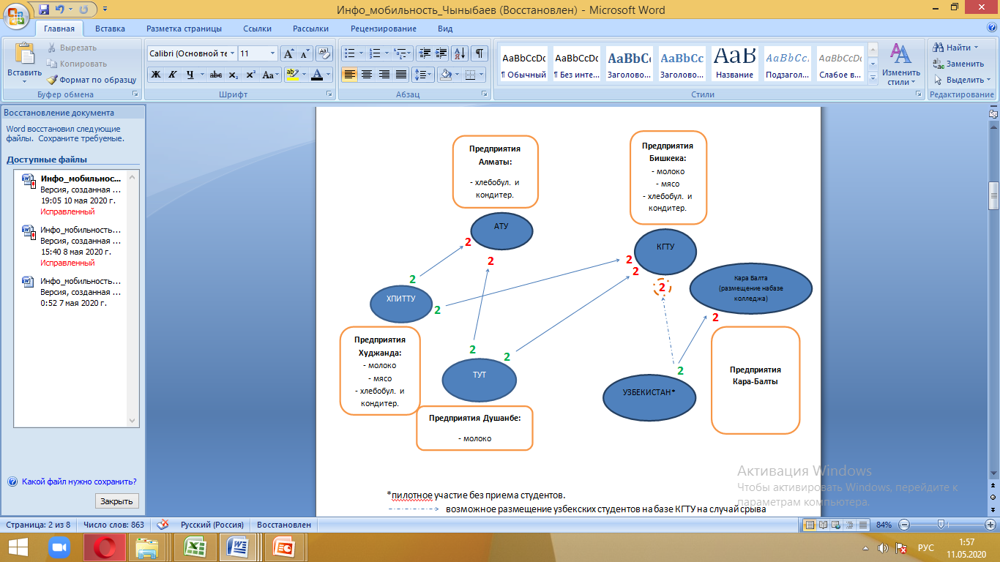 Инфо_мобильность_Чыныбаев (Восстановлен) - Microsoft Word
Главная
Вставка
Разметка страницы
Ссылки
Рассылки
Рецензирование
Вид
Вставить
Вырезать
Копировать
Формат по образцу
Буфер обмена
Calibri (Основной те
11
Ж К Ч abc x₂ x² Aa
Шрифт
Абзац
AaBbCcDc
¶ Обычный
AaBbCcDc
¶ Без инте...
AaBbCc
Заголово...
AaBbCc
Заголово...
AaB
Название
AaBbCc.
Подзагол...
AaBbCcDc
Слабое в...
Стили
Изменить
стили
Найти
Заменить
Выделить
Редактирование
Восстановление документа
Word восстановил следующие
файлы. Сохраните требуемые.
Доступные файлы
Инфо_мобильнос...
Версия, созданная ...
19:05 10 мая 2020 г.
Исправленный
Инфо_мобильность...
Версия, созданная ...
15:40 8 мая 2020 г.
Исправленный
Инфо_мобильность...
Версия, созданная ...
0:52 7 мая 2020 г.
Какой файл нужно сохранить?
Закрыть
Предприятия
Алматы:
- хлебобул. и
кондитер.
Предприятия
Бишкека:
- молоко
- мясо
- хлебобул. и
кондитер.
АТУ
2
2
КГТУ
2
2
2
Кара Балта
(размещение на базе
колледжа)
2
2
ХПИТТУ
2
Предприятия
Худжанда:
- молоко
- мясо
- хлебобул. и
кондитер.
2
2
ТУТ
Предприятия Душанбе:
- молоко
2
УЗБЕКИСТАН*
Предприятия
Кара-Балты
*пилотное участие без приема студентов.
возможное размещение узбекских студентов на базе КГТУ на случай срыва
Активация Windows
Чтобы активировать Windows, перейдите к
параметрам компьютера.
Страница: 2 из 8
Число слов: 863
Русский (Россия)
Восстановлен
84%
РУС
1:57
11.05.2020